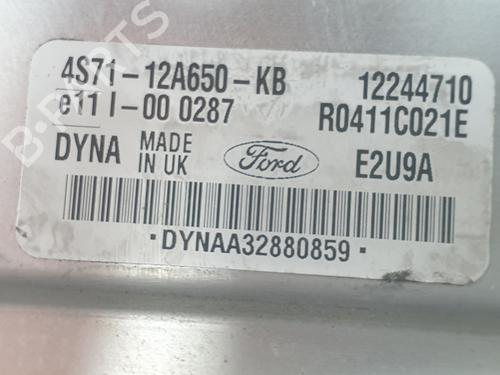 4S71-12A650-KB 12244710
e11 I-00 0287 R0411C021E
DYNA MADE IN UK Ford E2U9A
·DYNAA32880859·
B-PARTS